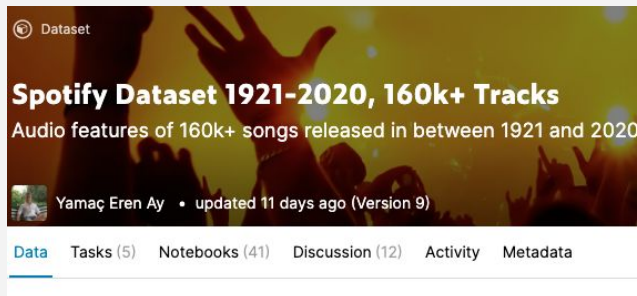 Dataset
Spotify Dataset 1921-2020, 160k+ Tracks
Audio features of 160k+ songs released in between 1921 and 2020
Yamaç Eren Ay • updated 11 days ago (Version 9)
Data Tasks (5) Notebooks (41) Discussion (12) Activity Metadata